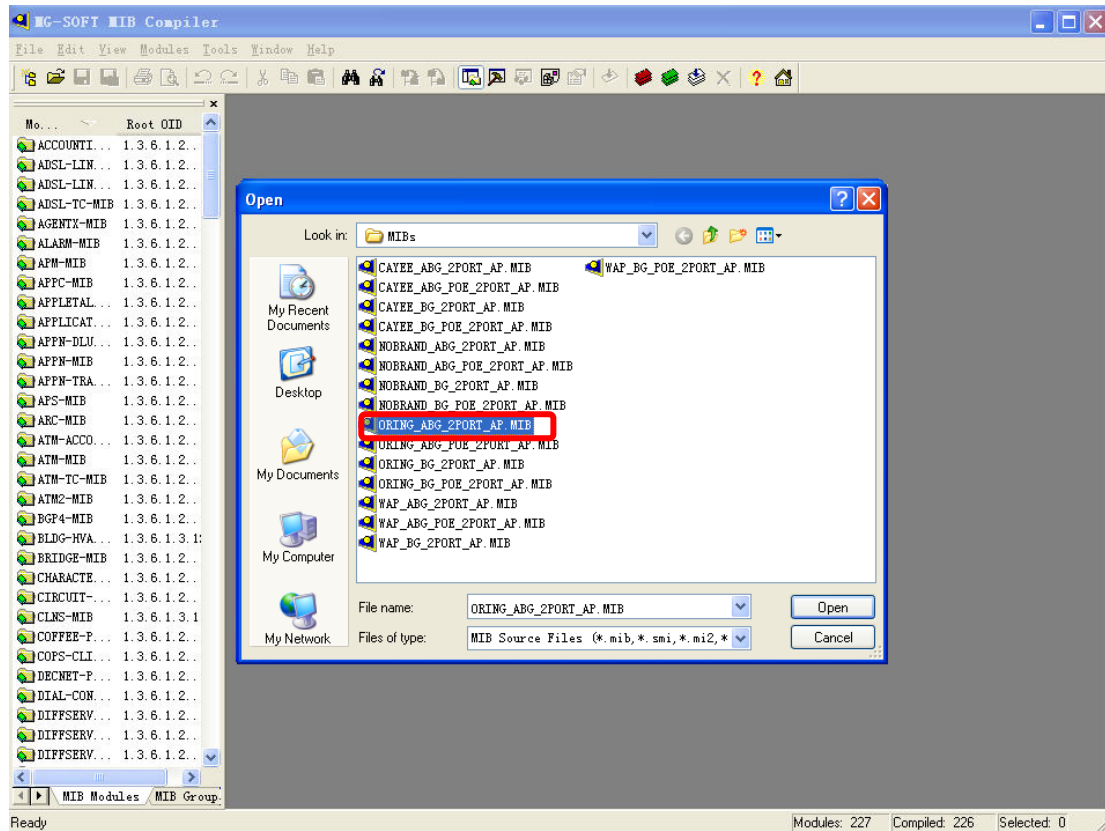 MG-SOFT MIB Compiler
File Edit View Modules Tools Window Help
Mo... Root OID
ACCOUNTI... 1.3.6.1.2..
ADSL-LIN... 1.3.6.1.2..
ADSL-LIN... 1.3.6.1.2..
ADSL-TC-MIB 1.3.6.1.2..
AGENTX-MIB 1.3.6.1.2..
ALARM-MIB 1.3.6.1.2..
APM-MIB 1.3.6.1.2..
APPC-MIB 1.3.6.1.2..
APPLETAL... 1.3.6.1.2..
APPLICAT... 1.3.6.1.2..
APPN-DLU... 1.3.6.1.2..
APPN-MIB 1.3.6.1.2..
APPN-TRA... 1.3.6.1.2..
APS-MIB 1.3.6.1.2..
ARC-MIB 1.3.6.1.2..
ATM-ACCO... 1.3.6.1.2..
ATM-MIB 1.3.6.1.2..
ATM-TC-MIB 1.3.6.1.2..
ATM2-MIB 1.3.6.1.2..
BGP4-MIB 1.3.6.1.2..
BLDG-HVA... 1.3.6.1.3.1
BRIDGE-MIB 1.3.6.1.2..
CHARACTE... 1.3.6.1.2..
CIRCUIT-... 1.3.6.1.2..
CLNS-MIB 1.3.6.1.3.1
COFFEE-P... 1.3.6.1.2..
COPS-CLI... 1.3.6.1.2..
DECNET-P... 1.3.6.1.2..
DIAL-CON... 1.3.6.1.2..
DIFFSERV... 1.3.6.1.2..
DIFFSERV... 1.3.6.1.2..
DIFFSERV... 1.3.6.1.2..
MIB Modules MIB Group.
Open
Look in: MIBs
My Recent Documents
Desktop
My Documents
My Computer
My Network
CAYEE_ABG_2PORT_AP.MIB
CAYEE_ABG_POE_2PORT_AP.MIB
CAYEE_BG_2PORT_AP.MIB
CAYEE_BG_POE_2PORT_AP.MIB
NOBRAND_ABG_2PORT_AP.MIB
NOBRAND_ABG_POE_2PORT_AP.MIB
NOBRAND_BG_2PORT_AP.MIB
NOBRAND_BG_POE_2PORT_AP.MIB
ORING_ABG_2PORT_AP.MIB
ORING_ABG_POE_2PORT_AP.MIB
ORING_BG_2PORT_AP.MIB
ORING_BG_POE_2PORT_AP.MIB
WAP_ABG_2PORT_AP.MIB
WAP_ABG_POE_2PORT_AP.MIB
WAP_BG_2PORT_AP.MIB
WAP_BG_POE_2PORT_AP.MIB
File name: ORING_ABG_2PORT_AP.MIB Open
Files of type: MIB Source Files (*.mib,*.smi,*.mi2,* Cancel
Ready Modules: 227 Compiled: 226 Selected: 0